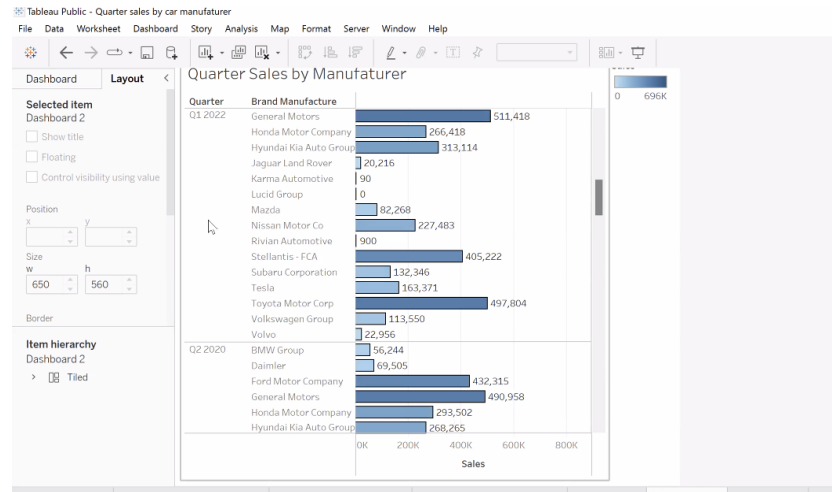 Tableau Public - Quarter sales by car manufaturer
File Data Worksheet Dashboard Story Analysis Map Format Server Window Help
Dashboard Layout
Selected item
Dashboard 2
Show title
Floating
Control visibility using value
Position
x y
Size
w h
650 560
Border
Item hierarchy
Dashboard 2
Tiled
Quarter Sales by Manufaturer
Quarter Brand Manufacture
Q1 2022 General Motors 511,418
Honda Motor Company 266,418
Hyundai Kia Auto Group 313,114
Jaguar Land Rover 20,216
Karma Automotive 90
Lucid Group 0
Mazda 82,268
Nissan Motor Co 227,483
Rivian Automotive 900
Stellantis - FCA 405,222
Subaru Corporation 132,346
Tesla 163,371
Toyota Motor Corp 497,804
Volkswagen Group 113,550
Volvo 22,956
Q2 2020 BMW Group 56,244
Daimler 69,505
Ford Motor Company 432,315
General Motors 490,958
Honda Motor Company 293,502
Hyundai Kia Auto Group 268,265
0K 200K 400K 600K 800K
Sales
0 696K